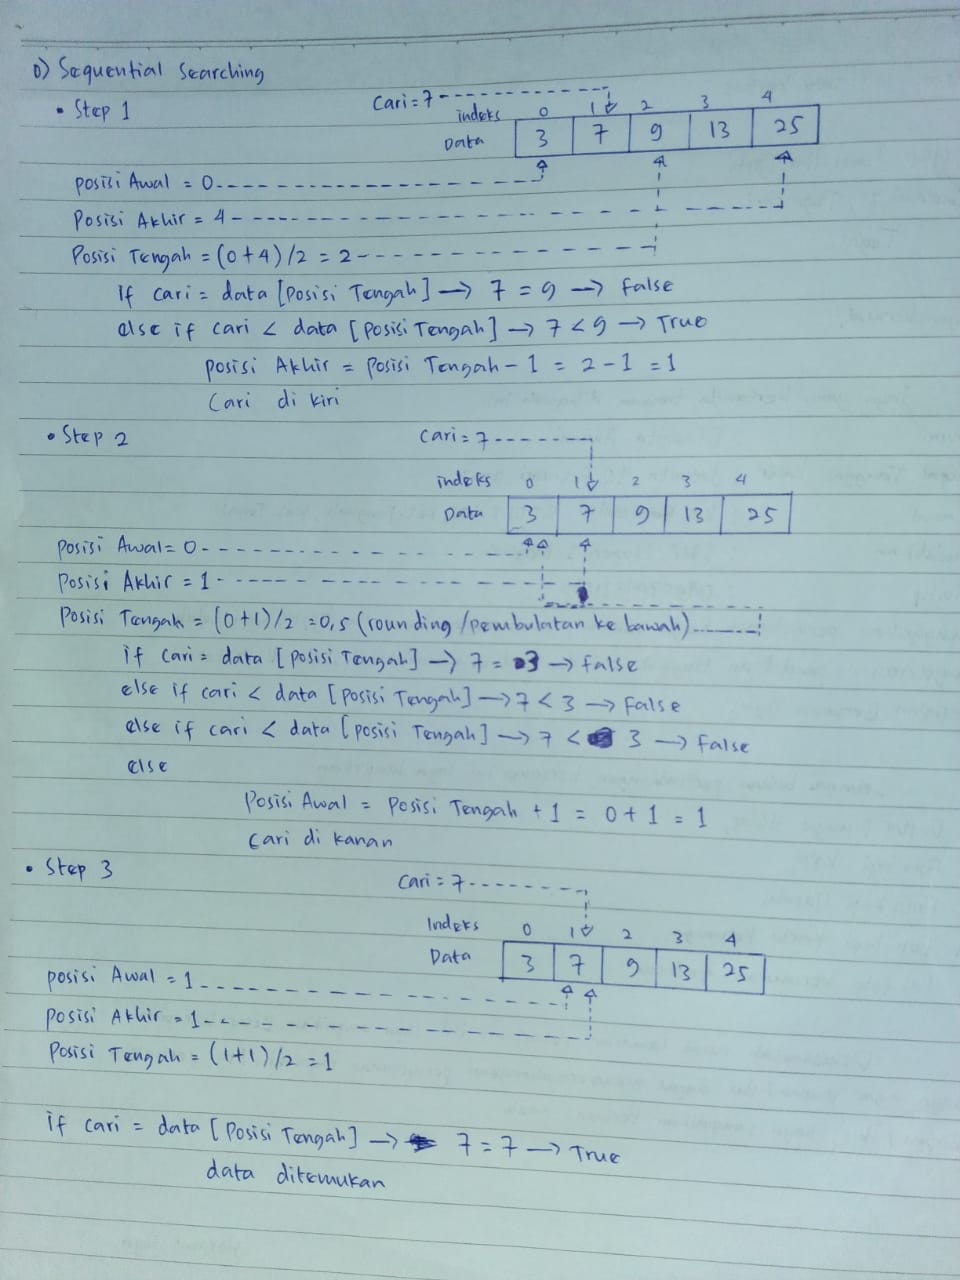 0) Sequential Searching
• Step 1
Cari = 7
indeks 0 1 2 3 4
Data 3 7 9 13 25
Posisi Awal = 0
Posisi Akhir = 4
Posisi Tengah = (0+4)/2 = 2
if cari = data [Posisi Tengah] → 7 = 9 → False
else if cari < data [Posisi Tengah] → 7 < 9 → True
posisi Akhir = Posisi Tengah - 1 = 2 - 1 = 1
Cari di kiri
• Step 2
Cari = 7
indeks 0 1 2 3 4
Data 3 7 9 13 25
Posisi Awal = 0
Posisi Akhir = 1
Posisi Tengah = (0+1)/2 = 0,5 (rounding/pembulatan ke bawah)
if cari = data [Posisi Tengah] → 7 = 3 → False
else if cari < data [Posisi Tengah] → 7 < 3 → False
else if cari < data [Posisi Tengah] → 7 < 3 → False
else
Posisi Awal = Posisi Tengah + 1 = 0 + 1 = 1
Cari di kanan
• Step 3
Cari = 7
Indeks 0 1 2 3 4
Data 3 7 9 13 25
Posisi Awal = 1
Posisi Akhir = 1
Posisi Tengah = (1+1)/2 = 1
if cari = data [Posisi Tengah] → 7 = 7 → True
data ditemukan